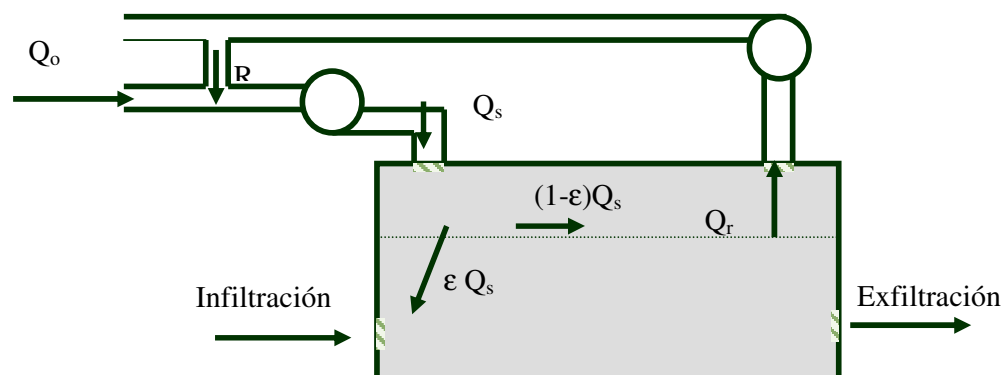 Qo
R
Qs
(1-ε)Qs
Qr
ε Qs
Infiltración
Exfiltración